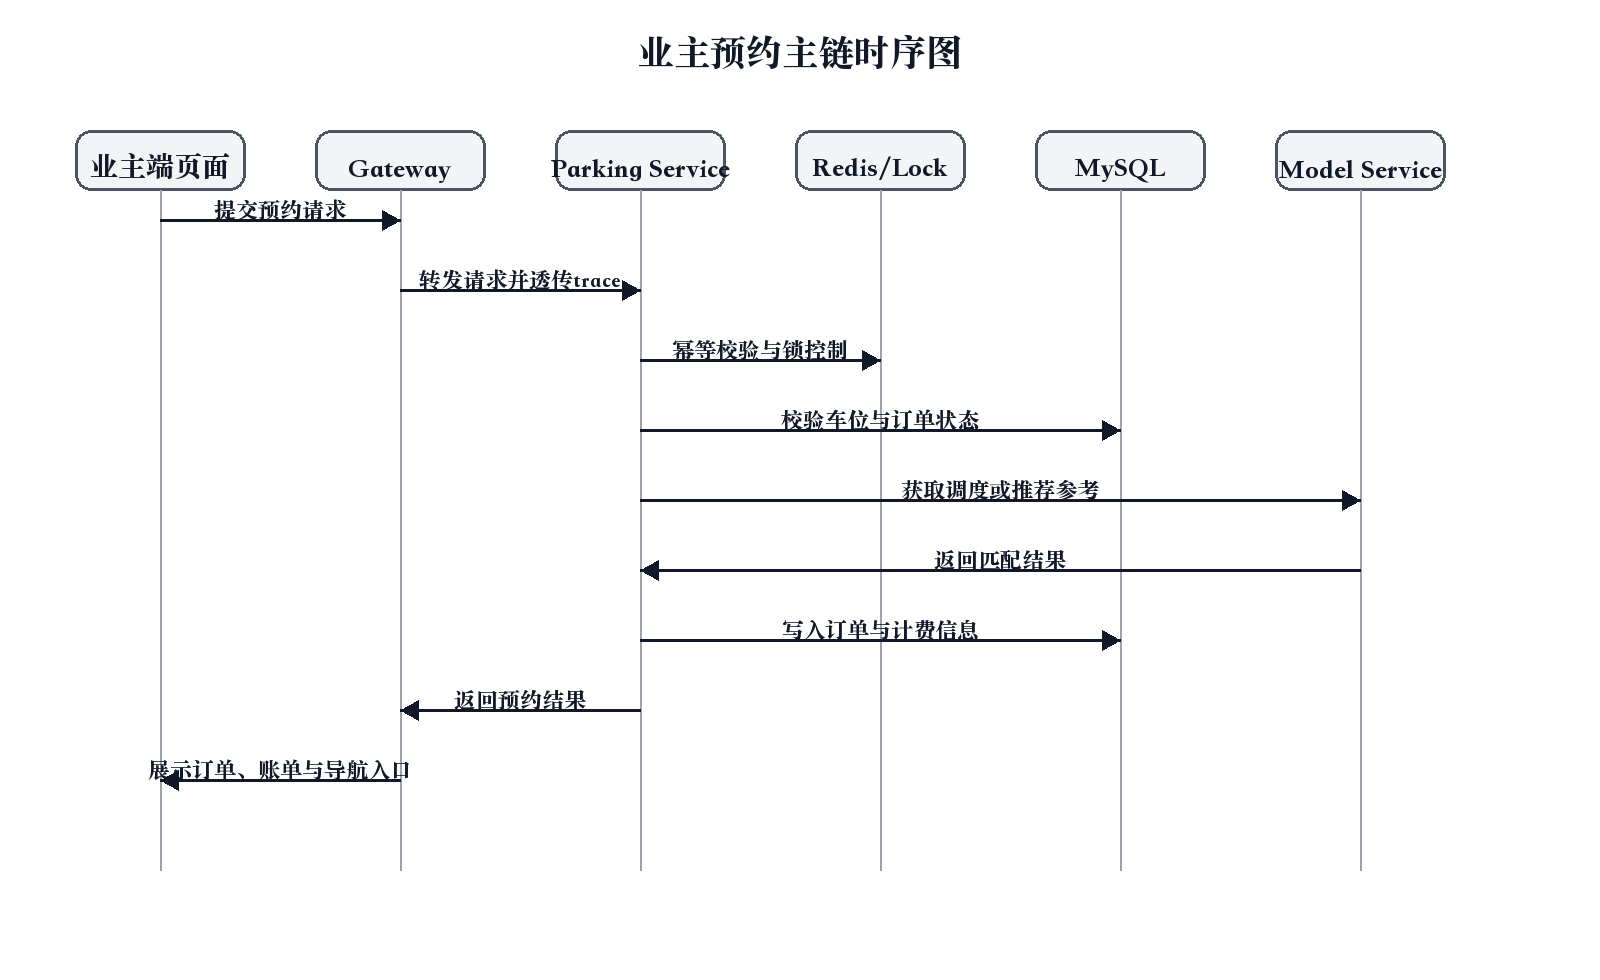 业主预约主链时序图
业主端页面
Gateway
Parking Service
Redis/Lock
MySQL
Model Service
提交预约请求
转发请求并透传trace
幂等校验与锁控制
校验车位与订单状态
获取调度或推荐参考
返回匹配结果
写入订单与计费信息
返回预约结果
展示订单、账单与导航入口